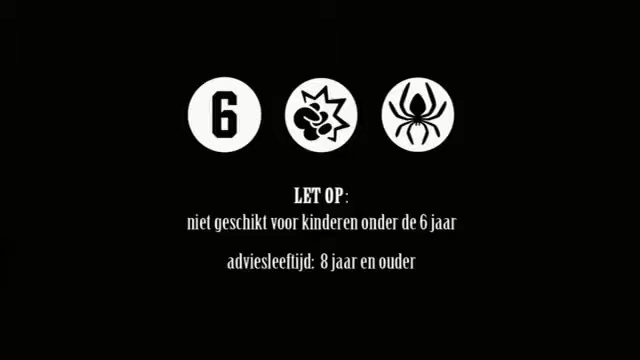 6
LET OP:
niet geschikt voor kinderen onder de 6 jaar
adviesleeftijd: 8 jaar en ouder